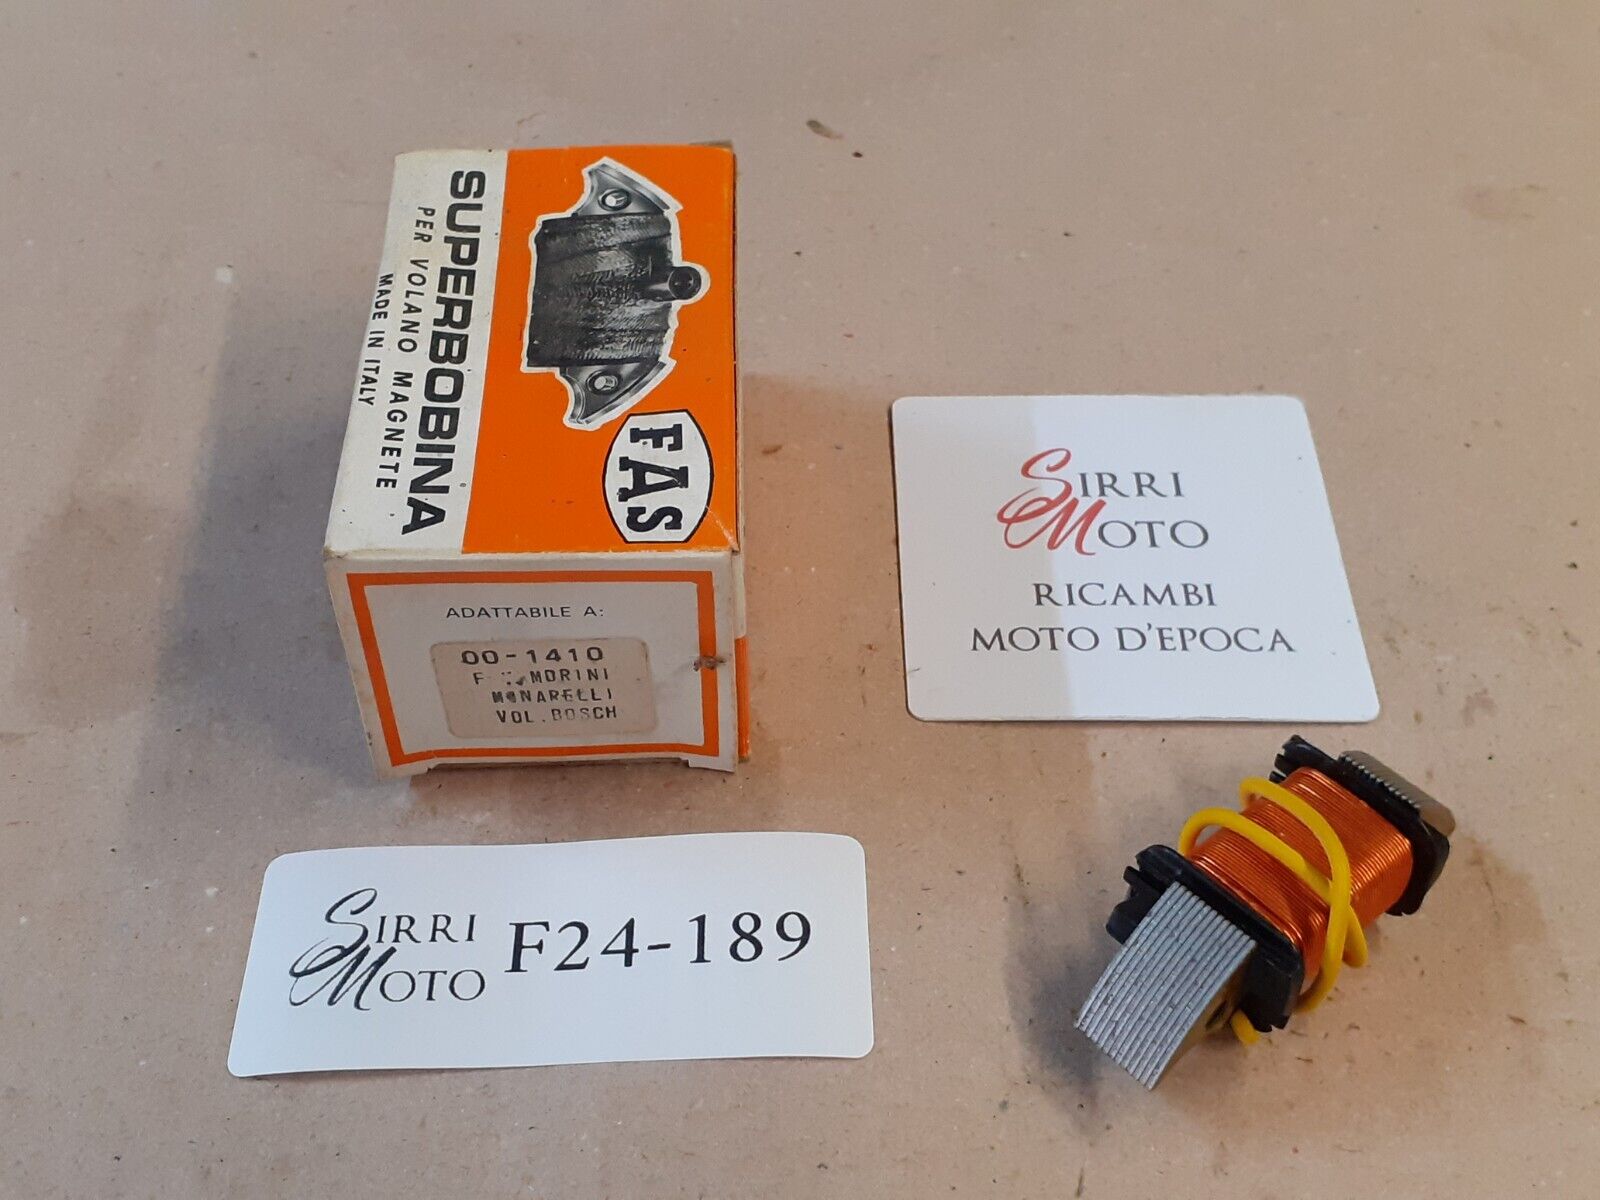 SUPERBOBINA
PER VOLANO MAGNETE
MADE IN ITALY
FAS
ADATTABILE A:
00-1410
MORINI
MINARELLI
VOL. BOSCH
SIRRI
MOTO
RICAMBI
MOTO D'EPOCA
SIRRI
MOTO
F24-189